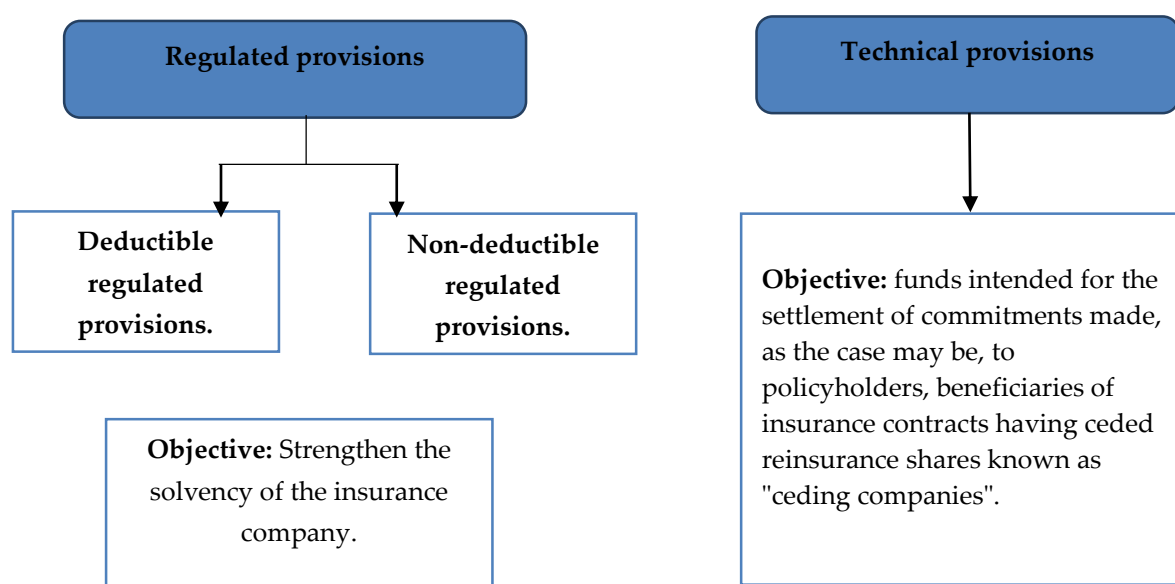 Regulated provisions
Deductible
regulated
provisions.
Non-deductible
regulated
provisions.
Objective: Strengthen the
solvency of the insurance
company.
Technical provisions
Objective: funds intended for the
settlement of commitments made,
as the case may be, to
policyholders, beneficiaries of
insurance contracts having ceded
reinsurance shares known as
"ceding companies".